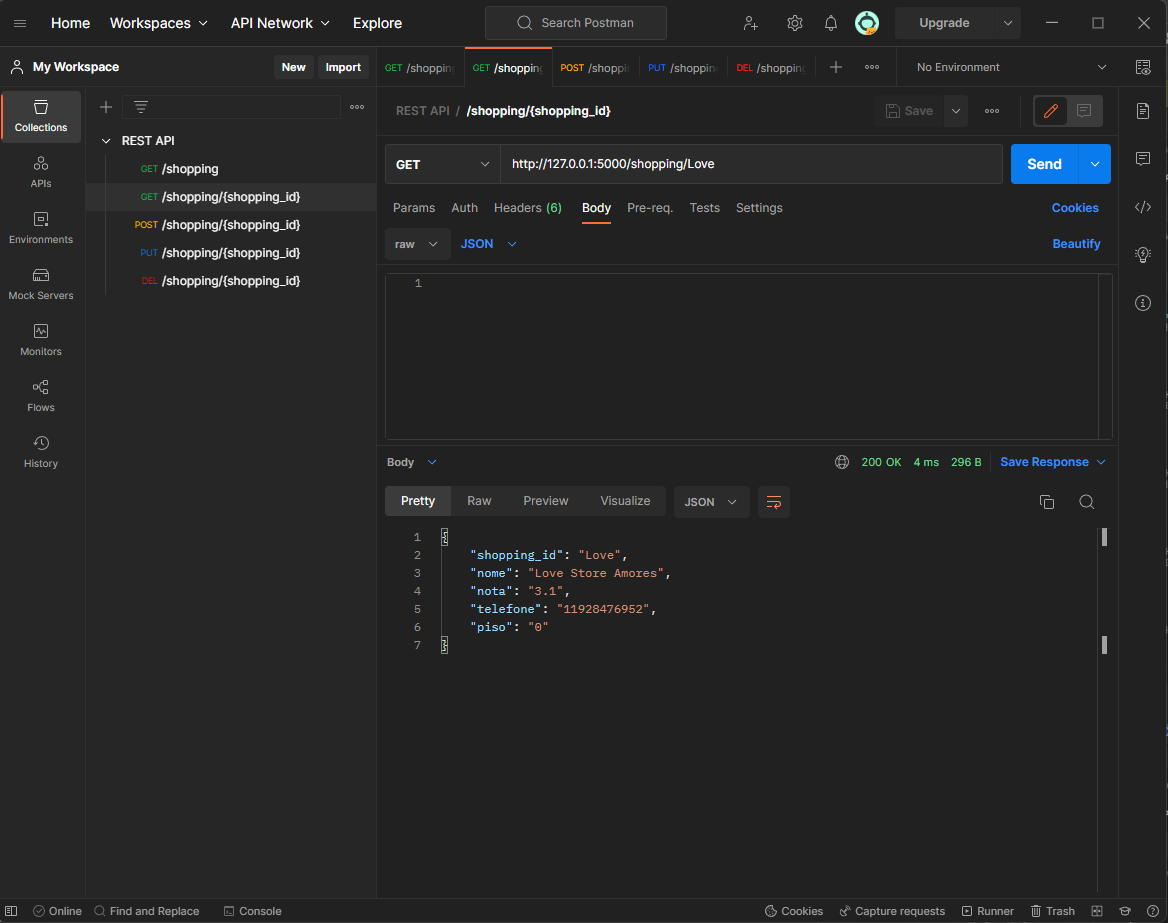 Home Workspaces API Network Explore Search Postman Upgrade
My Workspace New Import GET /shopping GET /shopping POST /shoppi PUT /shoppin DEL /shopping No Environment
Collections
APIs
Environments
Mock Servers
Monitors
Flows
History
REST API
GET /shopping
GET /shopping/{shopping_id}
POST /shopping/{shopping_id}
PUT /shopping/{shopping_id}
DEL /shopping/{shopping_id}
REST API / /shopping/{shopping_id} Save
GET http://127.0.0.1:5000/shopping/Love Send
Params Auth Headers (6) Body Pre-req. Tests Settings Cookies
raw JSON Beautify
1
Body 200 OK 4 ms 296 B Save Response
Pretty Raw Preview Visualize JSON
1 {
2 "shopping_id": "Love",
3 "nome": "Love Store Amores",
4 "nota": "3.1",
5 "telefone": "11928476952",
6 "piso": "0"
7 }
Online Find and Replace Console Cookies Capture requests Runner Trash